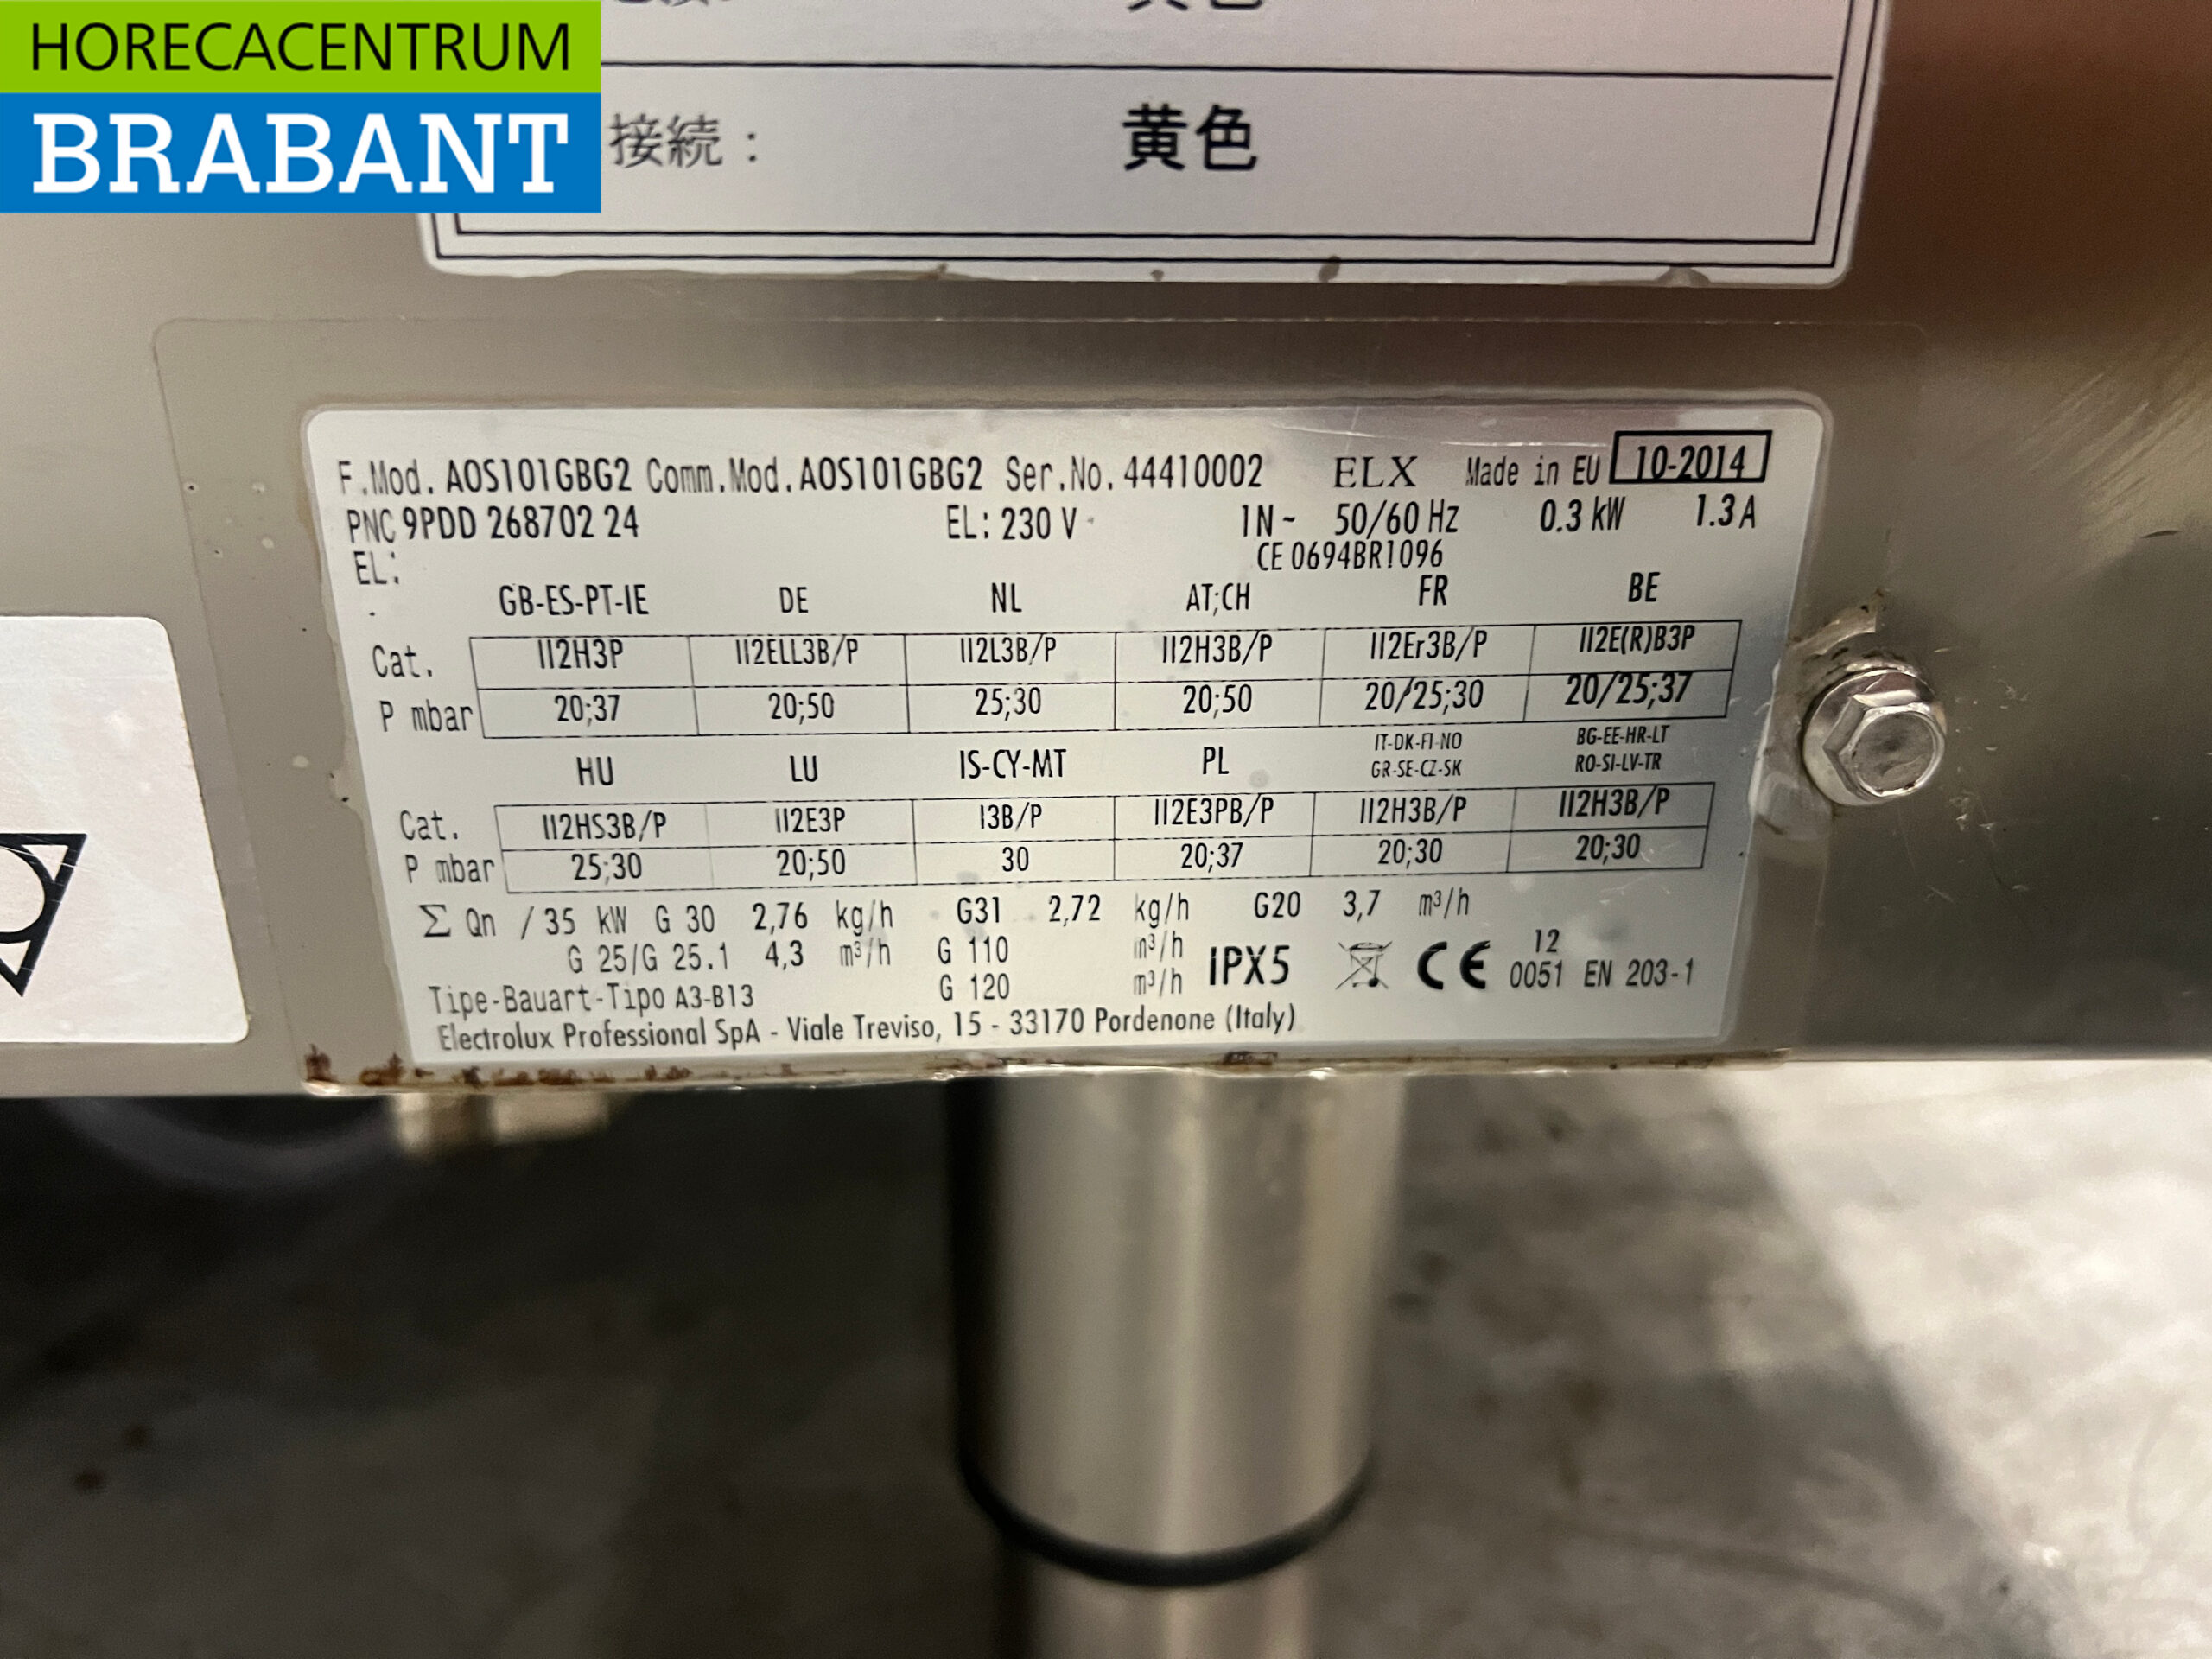 HORECACENTRUM
BRABANT
接続： 黄色
F.Mod. AOS101GBG2 Comm.Mod. AOS101GBG2 Ser.No. 44410002 ELX Made in EU 10-2014
PNC 9PDD 268702 24 EL: 230 V 1N~ 50/60 Hz 0.3 kW 1.3 A
EL: CE 0694BR1096
GB-ES-PT-IE DE NL AT;CH FR BE
Cat. II2H3P II2ELL3B/P II2L3B/P II2H3B/P II2Er3B/P II2E(R)B3P
P mbar 20;37 20;50 25;30 20;50 20/25;30 20/25;37
HU LU IS-CY-MT PL IT-DK-FI-NO BG-EE-HR-LT
GR-SE-CZ-SK RO-SI-LV-TR
Cat. II2HS3B/P II2E3P I3B/P II2E3PB/P II2H3B/P II2H3B/P
P mbar 25;30 20;50 30 20;37 20;30 20;30
Σ Qn / 35 kW G 30 2,76 kg/h G31 2,72 kg/h G20 3,7 m³/h
G 25/G 25.1 4,3 m³/h G 110 m³/h IPX5 CE 12
G 120 m³/h 0051 EN 203-1
Tipe-Bauart-Tipo A3-B13
Electrolux Professional SpA - Viale Treviso, 15 - 33170 Pordenone (Italy)